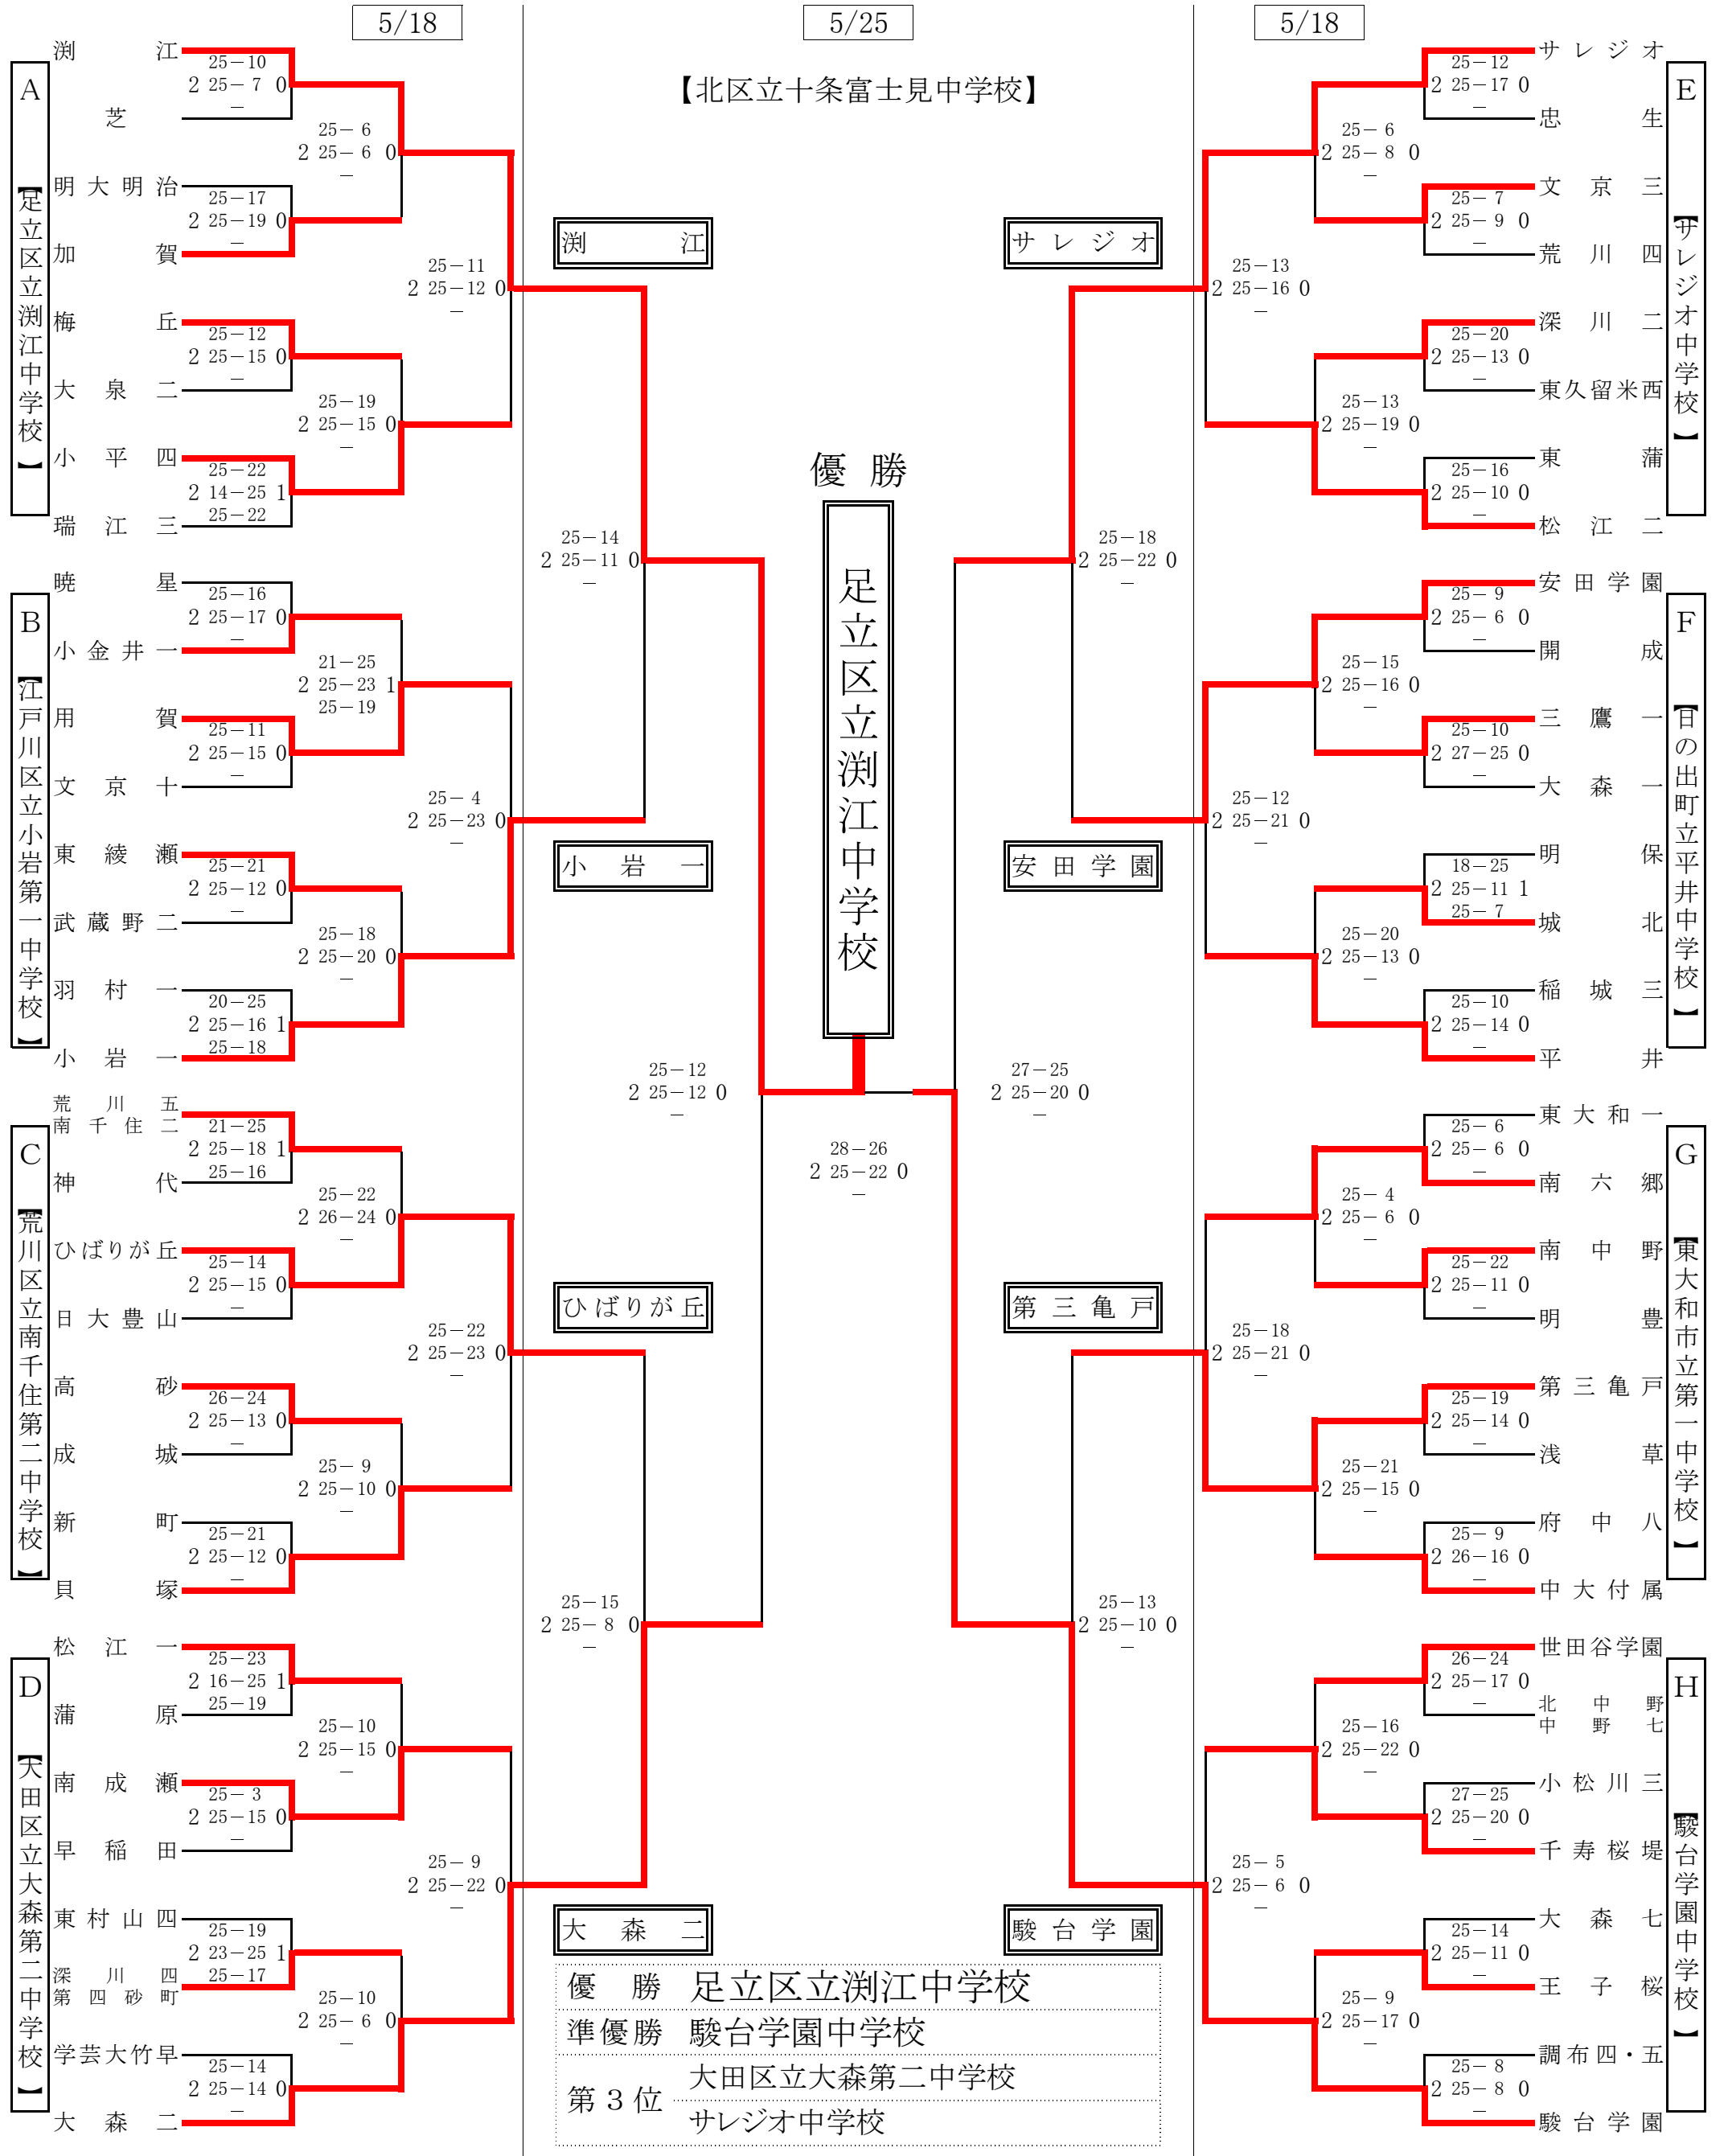 5/18
5/25
5/18
【北区立十条富士見中学校】
A 【足立区立渕江中学校】
渕江
25－10
2 25－7 0
－
芝
25－6
2 25－6 0
－
明大明治
25－17
2 25－19 0
－
加賀
25－11
2 25－12 0
－
梅丘
25－12
2 25－15 0
－
大泉二
25－19
2 25－15 0
－
小平四
25－22
2 14－25 1
25－22
瑞江三
25－14
2 25－11 0
－
B 【江戸川区立小岩第一中学校】
暁星
25－16
2 25－17 0
－
小金井一
21－25
2 25－23 1
25－19
用賀
25－11
2 25－15 0
－
文京十
25－4
2 25－23 0
－
東綾瀬
25－21
2 25－12 0
－
武蔵野二
25－18
2 25－20 0
－
羽村一
20－25
2 25－16 1
25－18
小岩一
25－12
2 25－12 0
－
C 【荒川区立南千住第二中学校】
荒川五
南千住二
21－25
2 25－18 1
25－16
神代
25－22
2 26－24 0
－
ひばりが丘
25－14
2 25－15 0
－
日大豊山
25－22
2 25－23 0
－
高砂
26－24
2 25－13 0
－
成城
25－9
2 25－10 0
－
新町
25－21
2 25－12 0
－
貝塚
25－15
2 25－8 0
－
D 【大田区立大森第二中学校】
松江一
25－23
2 16－25 1
25－19
蒲原
25－10
2 25－15 0
－
南成瀬
25－3
2 25－15 0
－
早稲田
25－9
2 25－22 0
－
東村山四
25－19
2 23－25 1
25－17
深川四
第四砂町
25－10
2 25－6 0
－
学芸大竹早
25－14
2 25－14 0
－
大森二
渕江
小岩一
ひばりが丘
大森二
優勝
足立区立渕江中学校
28－26
2 25－22 0
－
サレジオ
安田学園
第三亀戸
駿台学園
E 【サレジオ中学校】
サレジオ
25－12
2 25－17 0
－
忠生
25－6
2 25－8 0
－
文京三
25－7
2 25－9 0
－
荒川四
25－13
2 25－16 0
－
深川二
25－20
2 25－13 0
－
東久留米西
25－13
2 25－19 0
－
東蒲
25－16
2 25－10 0
－
松江二
25－18
2 25－22 0
－
F 【日の出町立平井中学校】
安田学園
25－9
2 25－6 0
－
開成
25－15
2 25－16 0
－
三鷹一
25－10
2 27－25 0
－
大森一
25－12
2 25－21 0
－
明保
18－25
2 25－11 1
25－7
城北
25－20
2 25－13 0
－
稲城三
25－10
2 25－14 0
－
平井
27－25
2 25－20 0
－
G 【東大和市立第一中学校】
東大和一
25－6
2 25－6 0
－
南六郷
25－4
2 25－6 0
－
南中野
25－22
2 25－11 0
－
明豊
25－18
2 25－21 0
－
第三亀戸
25－19
2 25－14 0
－
浅草
25－21
2 25－15 0
－
府中八
25－9
2 26－16 0
－
中大付属
25－13
2 25－10 0
－
H 【駿台学園中学校】
世田谷学園
26－24
2 25－17 0
－
北中野
中野七
25－16
2 25－22 0
－
小松川三
27－25
2 25－20 0
－
千寿桜堤
25－5
2 25－6 0
－
大森七
25－14
2 25－11 0
－
王子桜
25－9
2 25－17 0
－
調布四・五
25－8
2 25－8 0
－
駿台学園
優勝 足立区立渕江中学校
準優勝 駿台学園中学校
第３位 大田区立大森第二中学校
サレジオ中学校